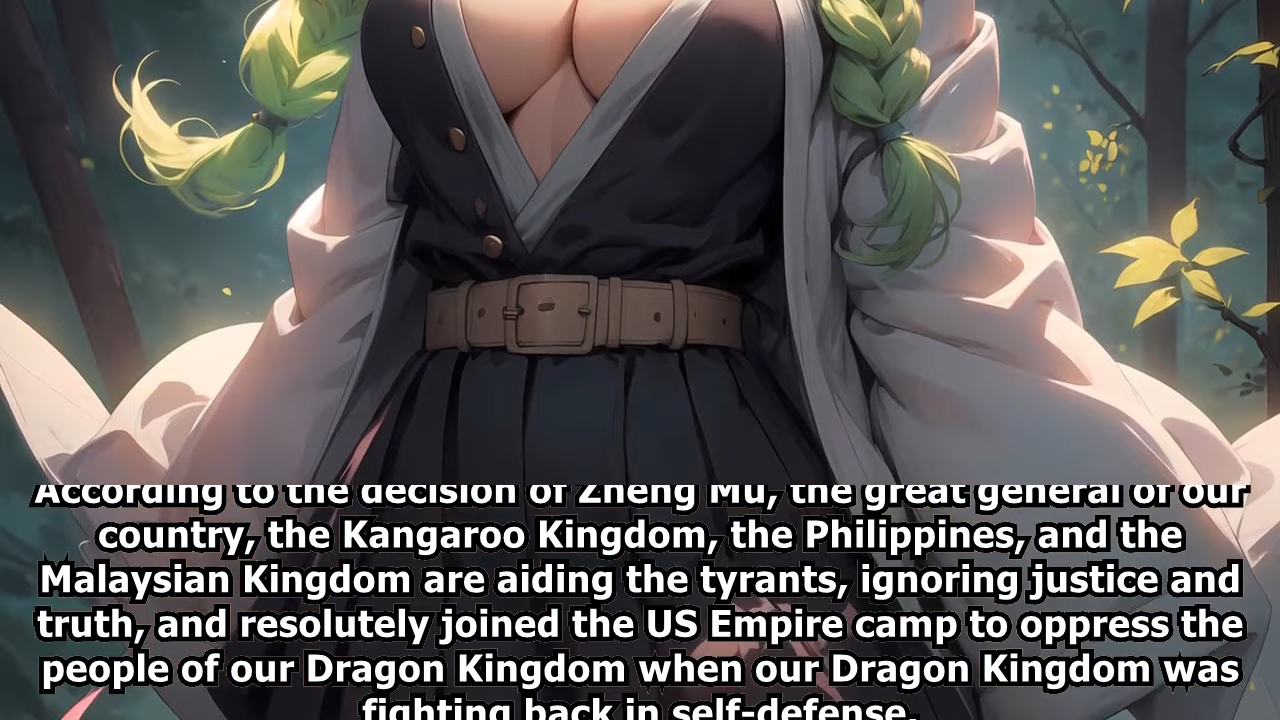 According to the decision of Zheng Mu, the great general of our
country, the Kangaroo Kingdom, the Philippines, and the
Malaysian Kingdom are aiding the tyrants, ignoring justice and
truth, and resolutely joined the US Empire camp to oppress the
people of our Dragon Kingdom when our Dragon Kingdom was
fighting back in self-defense.